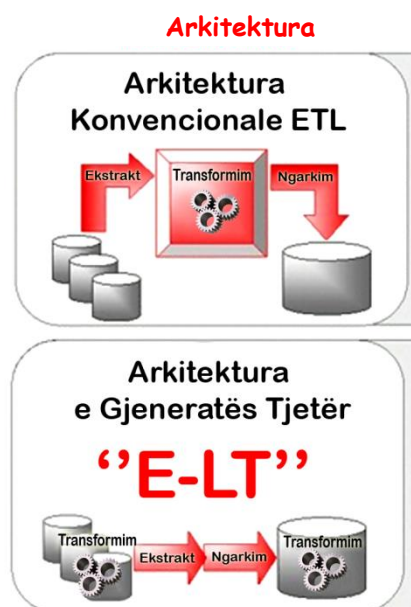 Arkitektura
Arkitektura
Konvencionale ETL
Ekstrakt
Transformim
Ngarkim
Arkitektura
e Gjeneratës Tjetër
‘’E-LT’’
Transformim
Ekstrakt
Ngarkim
Transformim